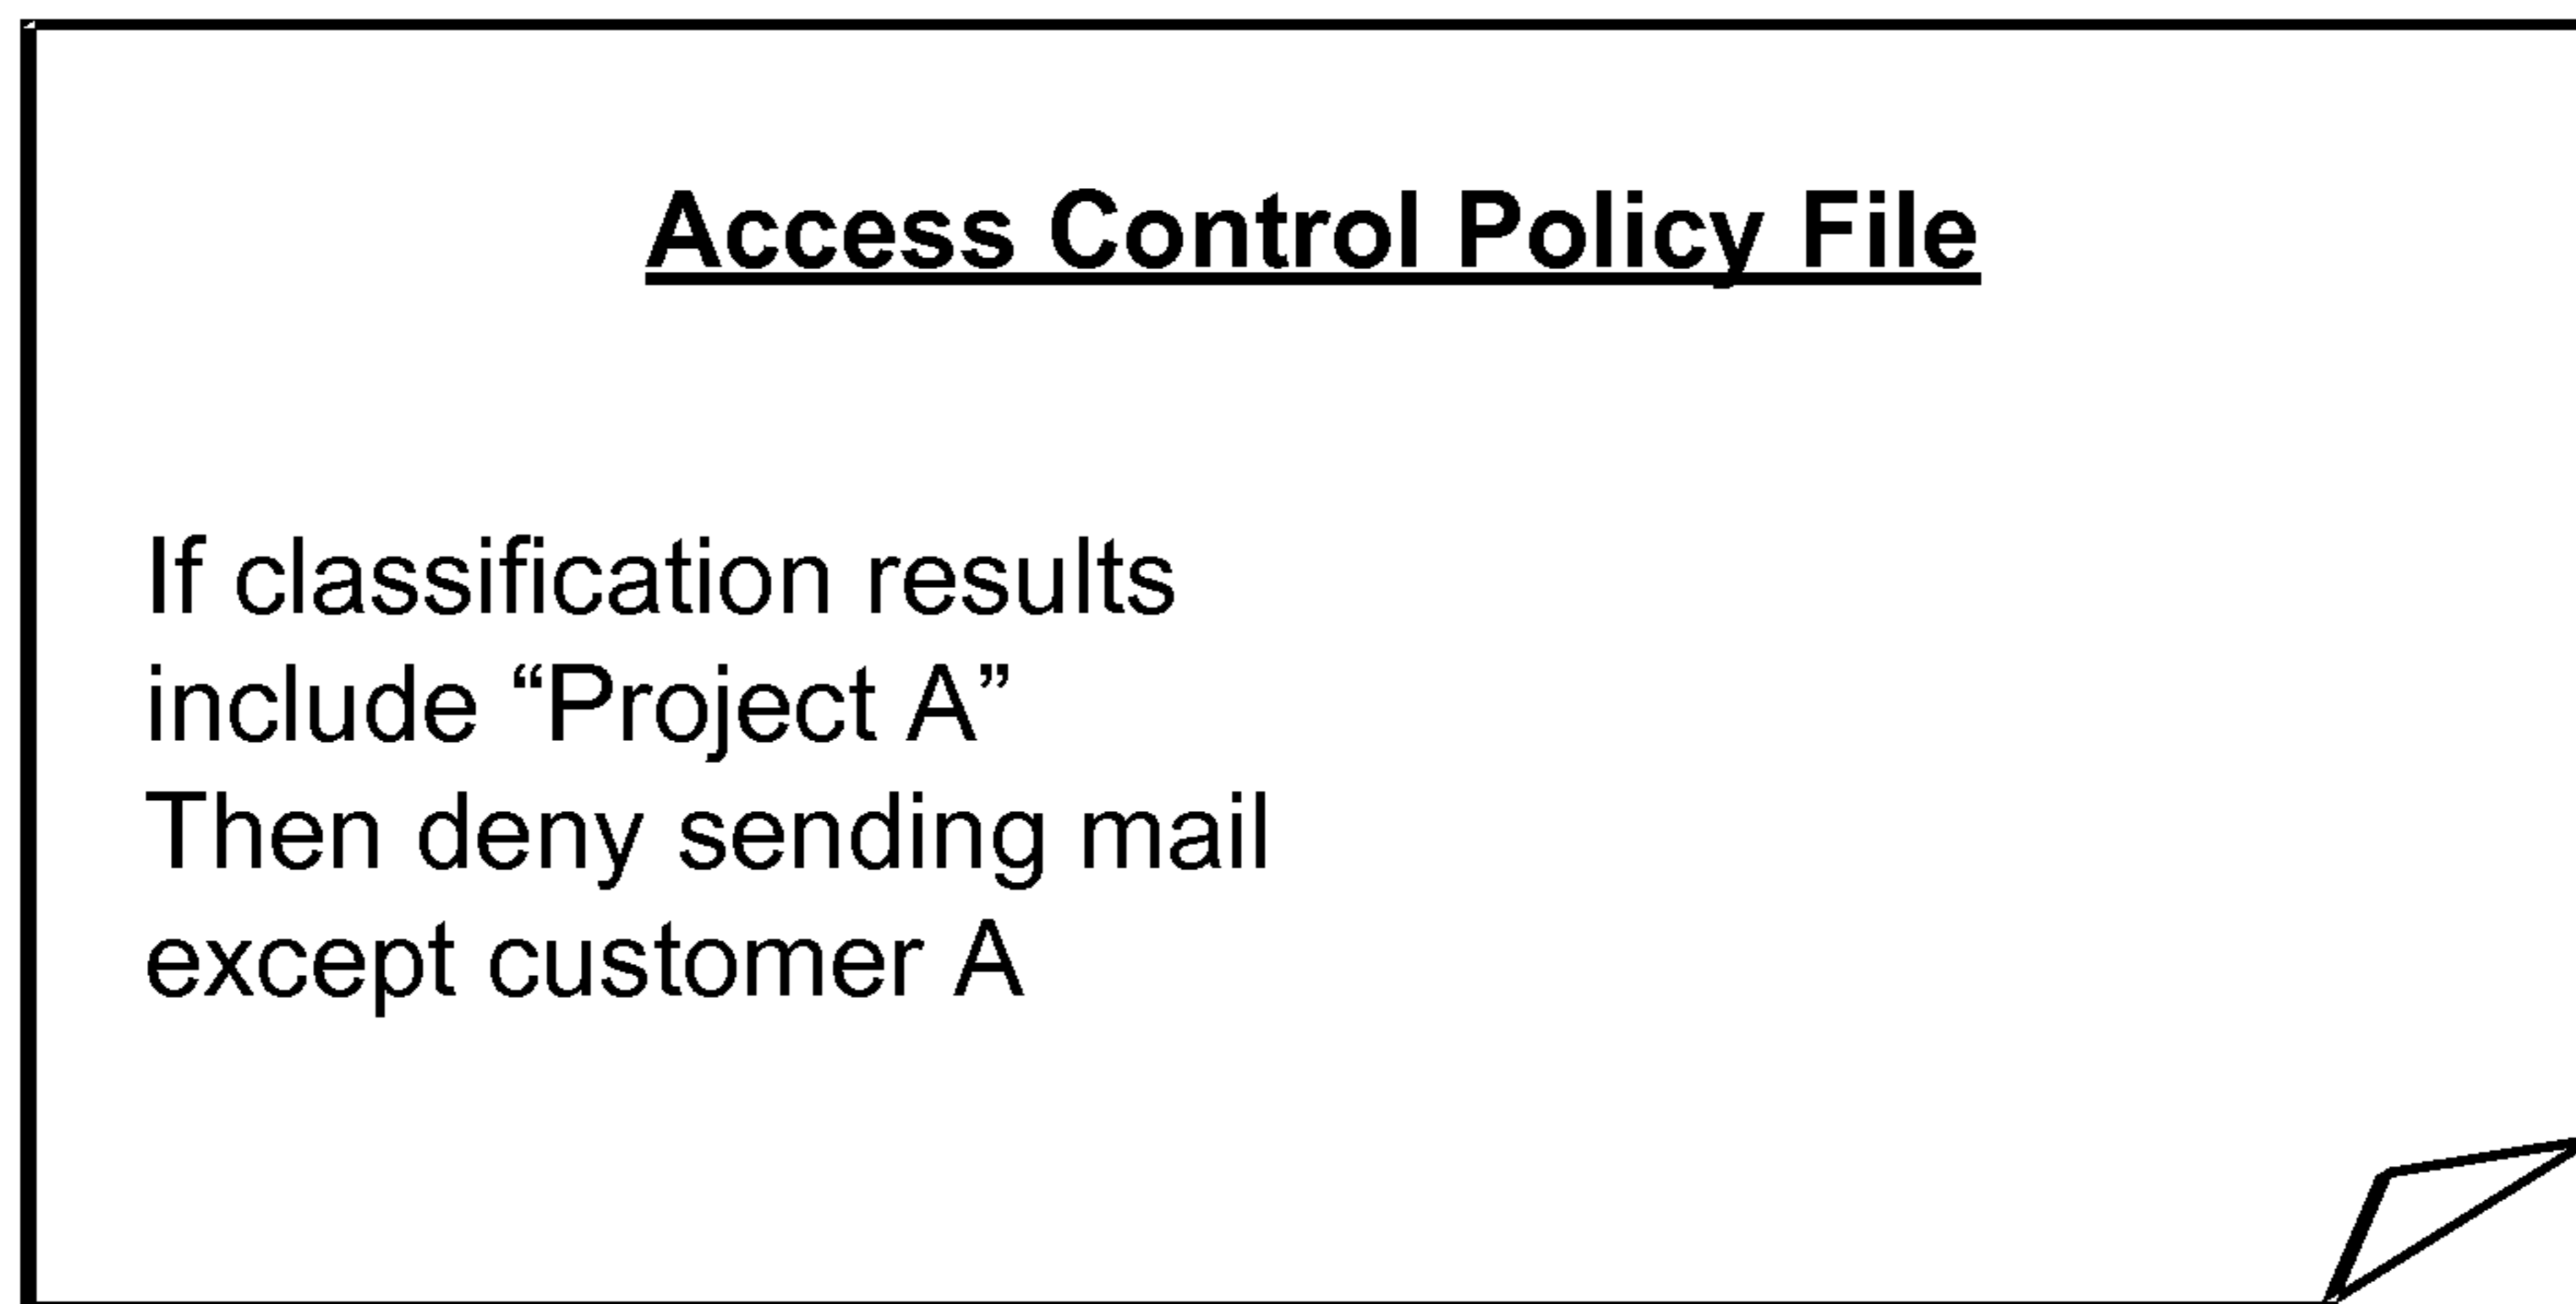 Access Control Policy File
If classification results
include “Project A”
Then deny sending mail
except customer A